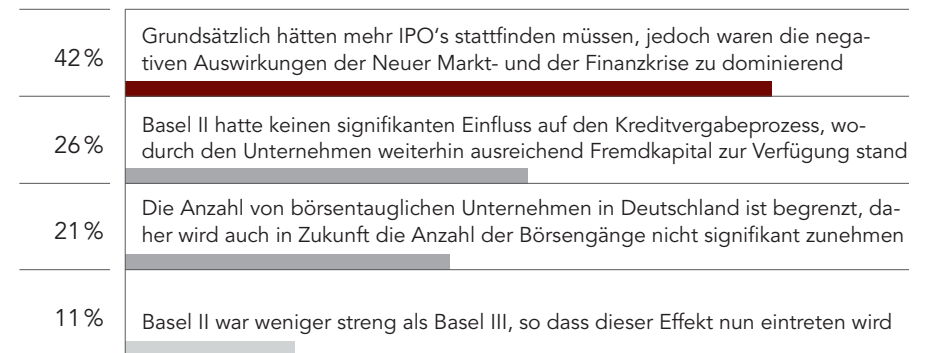 42 %
Grundsätzlich hätten mehr IPO‘s stattfinden müssen, jedoch waren die nega-
tiven Auswirkungen der Neuer Markt- und der Finanzkrise zu dominierend
26 %
Basel II hatte keinen signifikanten Einfluss auf den Kreditvergabeprozess, wo-
durch den Unternehmen weiterhin ausreichend Fremdkapital zur Verfügung stand
21 %
Die Anzahl von börsentauglichen Unternehmen in Deutschland ist begrenzt, da-
her wird auch in Zukunft die Anzahl der Börsengänge nicht signifikant zunehmen
11 %
Basel II war weniger streng als Basel III, so dass dieser Effekt nun eintreten wird